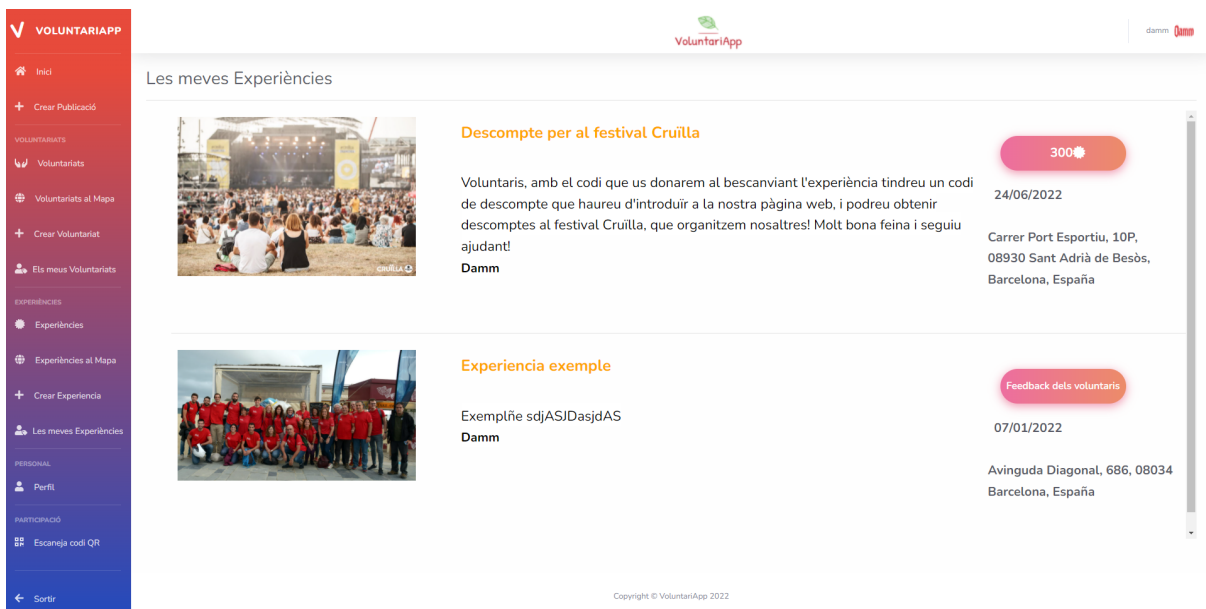 VOLUNTARIAPP
Inici
Crear Publicació
VOLUNTARIATS
Voluntariats
Voluntariats al Mapa
Crear Voluntariat
Els meus Voluntariats
EXPERIÈNCIES
Experiències
Experiències al Mapa
Crear Experiencia
Les meves Experiències
PERSONAL
Perfil
PARTICIPACIÓ
Escaneja codi QR
Sortir
VoluntariApp
damm Damm
Les meves Experiències
CRUÏLLA
Descompte per al festival Cruïlla
Voluntaris, amb el codi que us donarem al bescanviant l'experiència tindreu un codi
de descompte que haureu d'introduïr a la nostra pàgina web, i podreu obtenir
descomptes al festival Cruïlla, que organitzem nosaltres! Molt bona feina i seguiu
ajudant!
Damm
300
24/06/2022
Carrer Port Esportiu, 10P,
08930 Sant Adrià de Besòs,
Barcelona, España
Experiencia exemple
Exemplñe sdjASJDasjdAS
Damm
Feedback dels voluntaris
07/01/2022
Avinguda Diagonal, 686, 08034
Barcelona, España
Copyright © VoluntariApp 2022